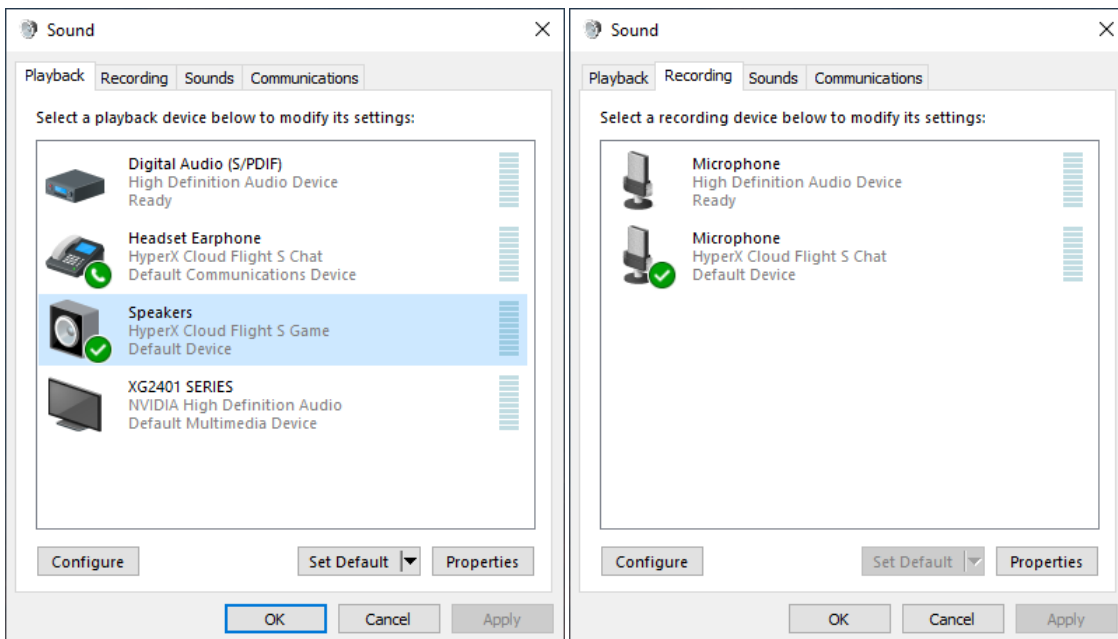 Sound
Playback Recording Sounds Communications
Select a playback device below to modify its settings:
Digital Audio (S/PDIF)
High Definition Audio Device
Ready
Headset Earphone
HyperX Cloud Flight S Chat
Default Communications Device
Speakers
HyperX Cloud Flight S Game
Default Device
XG2401 SERIES
NVIDIA High Definition Audio
Default Multimedia Device
Configure Set Default Properties
OK Cancel Apply
Sound
Playback Recording Sounds Communications
Select a recording device below to modify its settings:
Microphone
High Definition Audio Device
Ready
Microphone
HyperX Cloud Flight S Chat
Default Device
Configure Set Default Properties
OK Cancel Apply